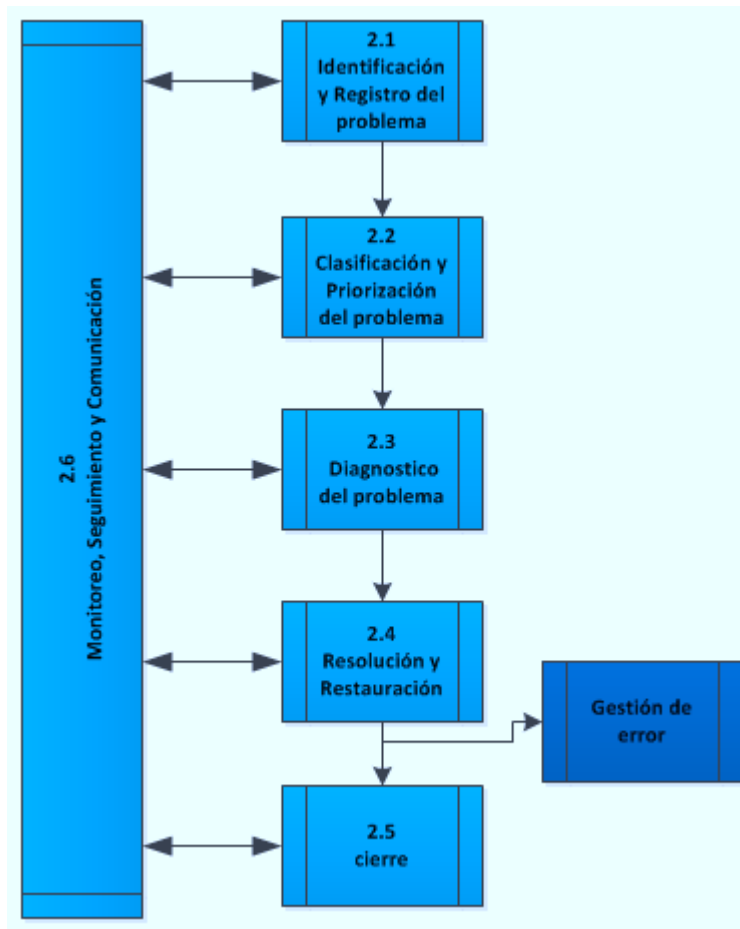 2.1
Identificación
y Registro del
problema
2.2
Clasificación y
Priorización
del problema
2.3
Diagnostico
del problema
2.4
Resolución y
Restauración
Gestión de
error
2.5
cierre
2.6
Monitoreo, Seguimiento y Comunicación